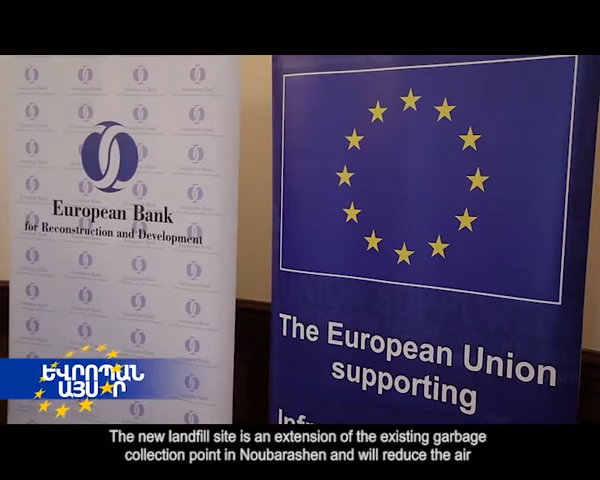 European Bank
for Reconstruction and Development
The European Union
supporting
ԵՎՐՈՊԱՆ
ԱՅՍՕՐ
The new landfill site is an extension of the existing garbage
collection point in Noubarashen and will reduce the air